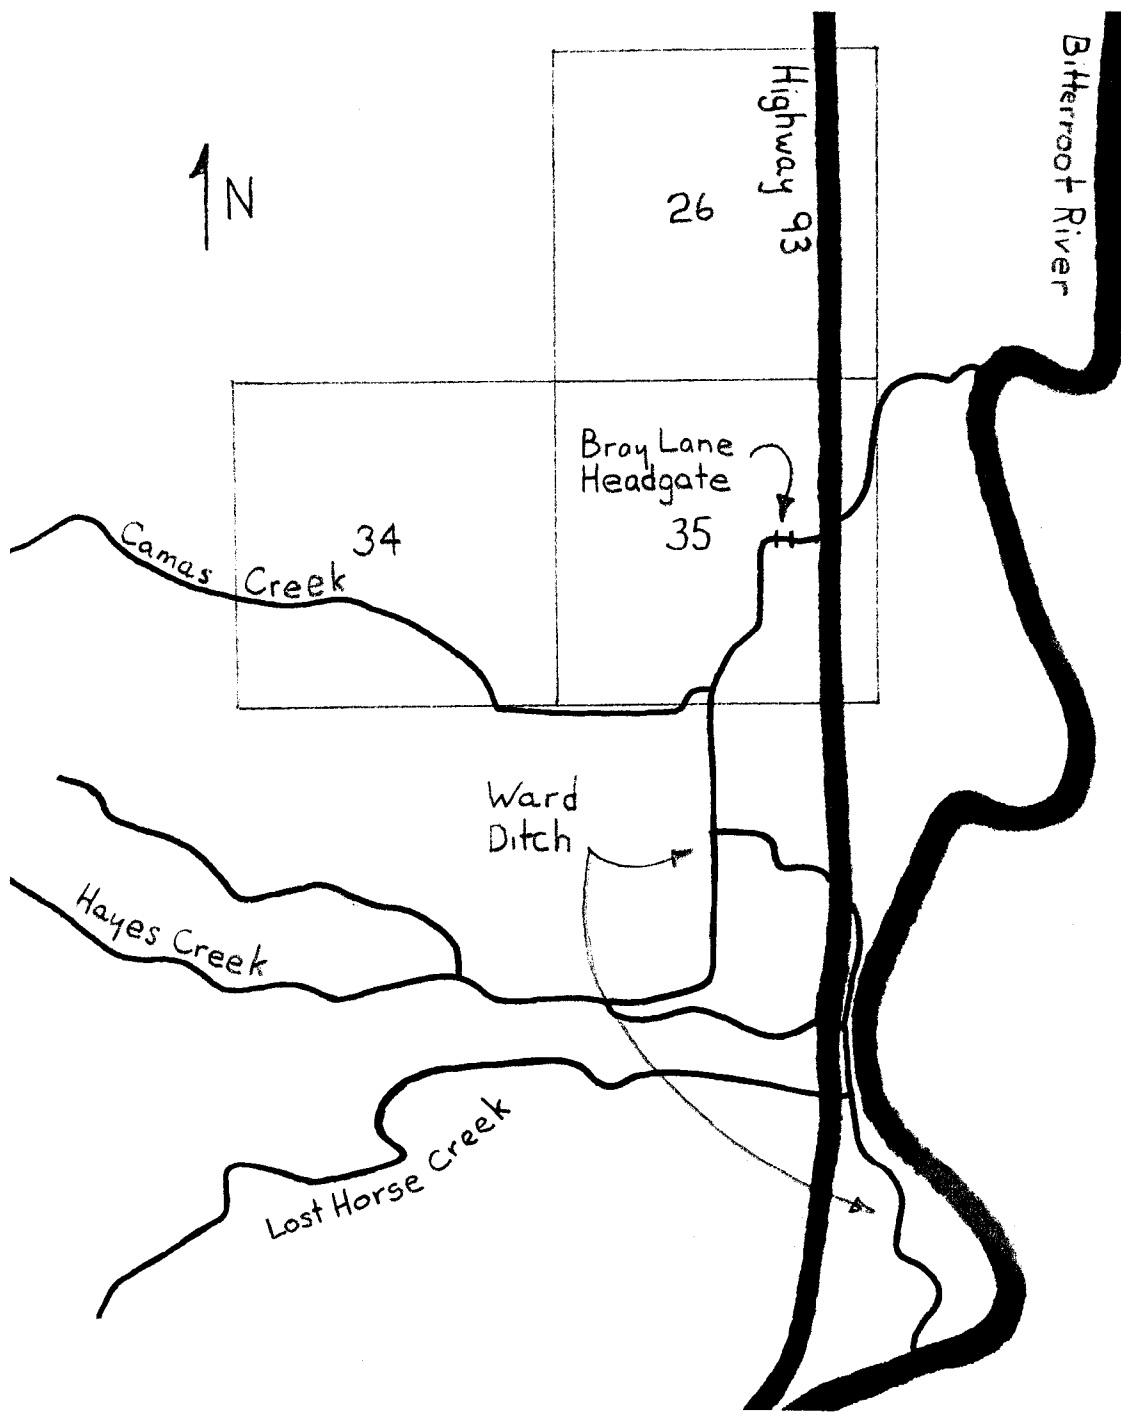 Highway 93
Bitterroot River
N
26
Bray Lane
Headgate
34
35
Camas Creek
Ward
Ditch
Hayes Creek
Lost Horse Creek